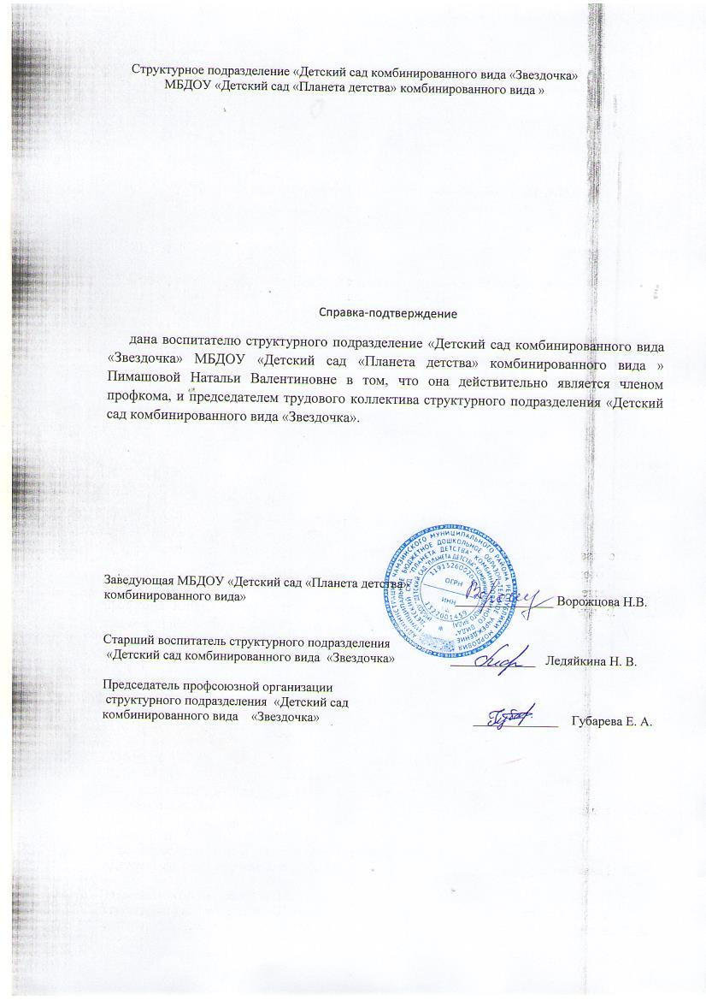 Структурное подразделение «Детский сад комбинированного вида «Звездочка»
МБДОУ «Детский сад «Планета детства» комбинированного вида »
Справка-подтверждение
дана воспитателю структурного подразделение «Детский сад комбинированного вида
«Звездочка» МБДОУ «Детский сад «Планета детства» комбинированного вида »
Пимашовой Натальи Валентиновне в том, что она действительно является членом
профкома, и председателем трудового коллектива структурного подразделения «Детский
сад комбинированного вида «Звездочка».
Заведующая МБДОУ «Детский сад «Планета детства»
комбинированного вида» Ворожцова Н.В.
ОГРН
ИНН
1322001459
Старший воспитатель структурного подразделения
«Детский сад комбинированного вида «Звездочка» Ледяйкина Н. В.
Председатель профсоюзной организации
структурного подразделения «Детский сад
комбинированного вида «Звездочка» Губарева Е. А.